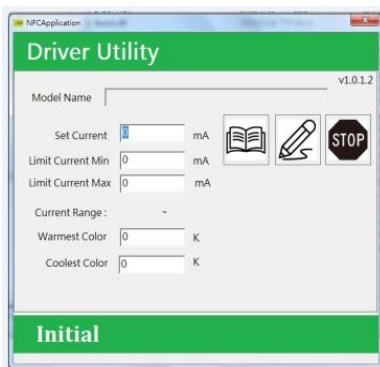 NFCApplication
Driver Utility
v1.0.1.2
Model Name
Set Current 0 mA
Limit Current Min 0 mA
Limit Current Max 0 mA
Current Range : ~
Warmest Color 0 K
Coolest Color 0 K
STOP
Initial